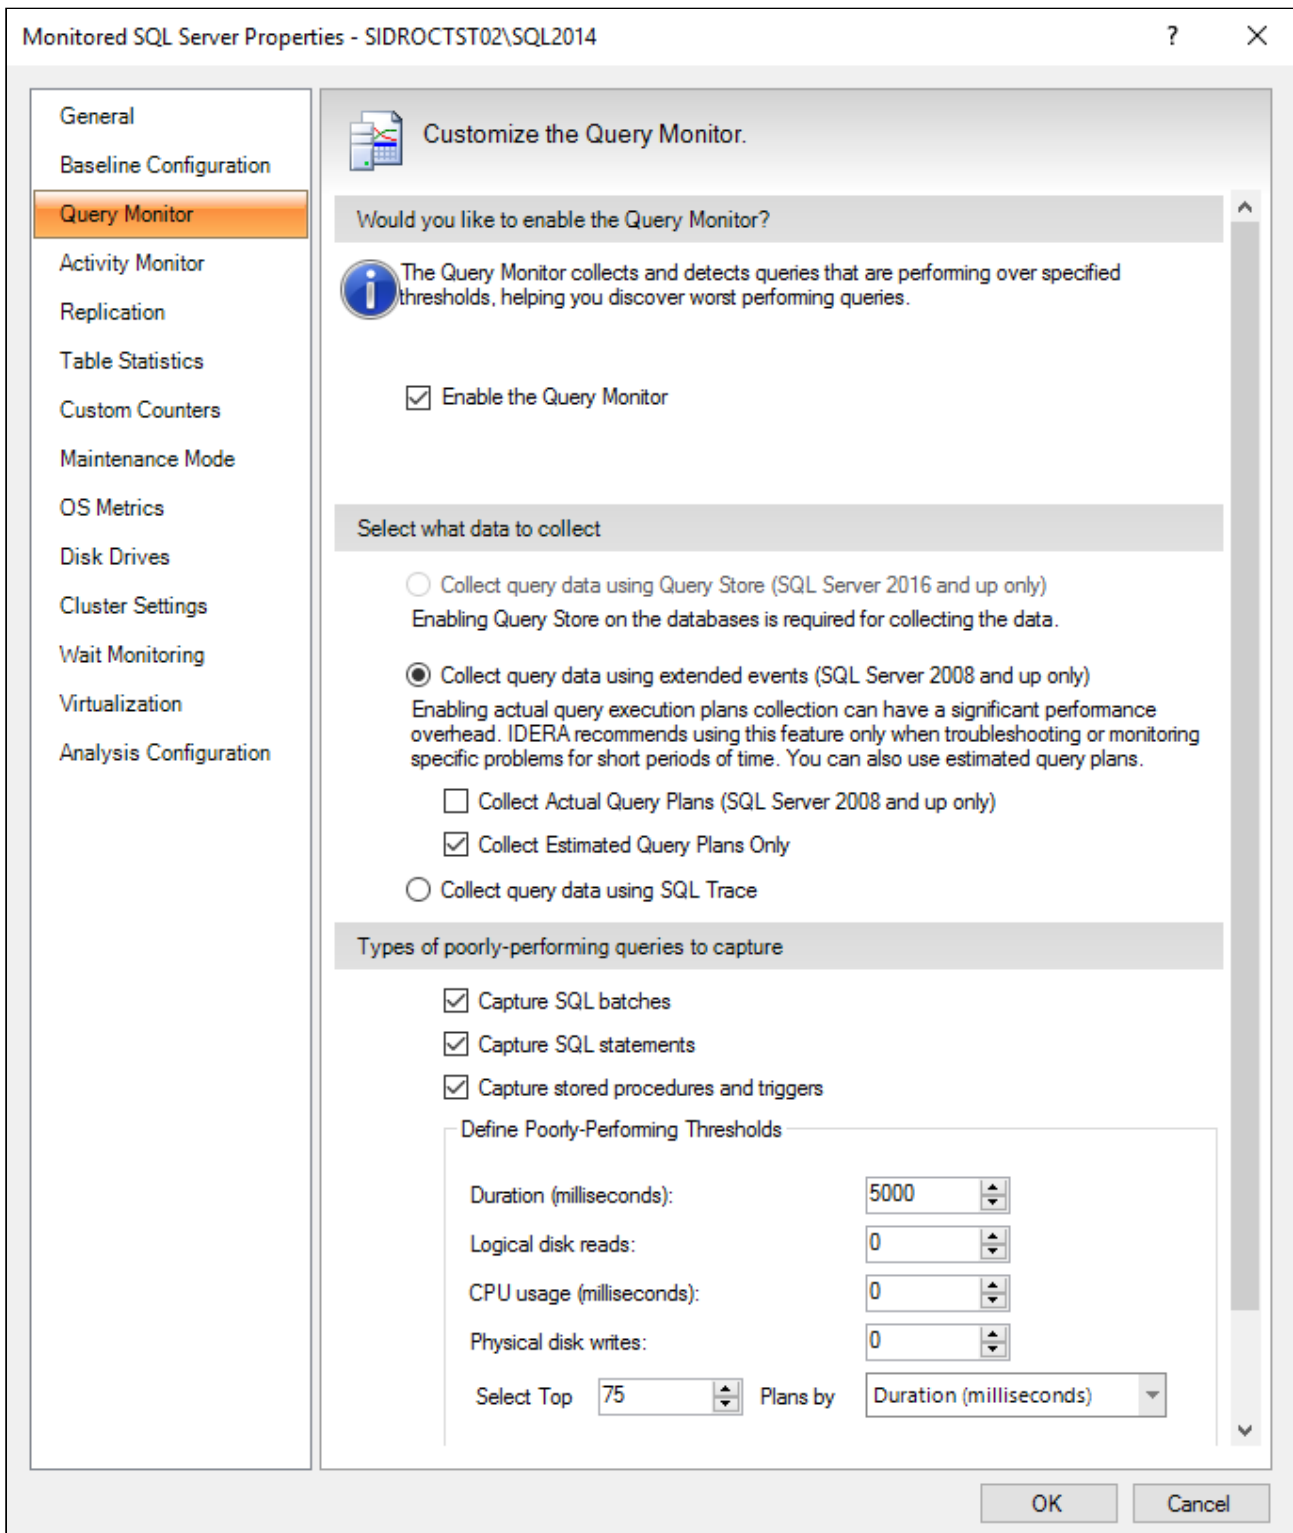 Monitored SQL Server Properties - SIDROCTST02\SQL2014
?
General
Baseline Configuration
Query Monitor
Activity Monitor
Replication
Table Statistics
Custom Counters
Maintenance Mode
OS Metrics
Disk Drives
Cluster Settings
Wait Monitoring
Virtualization
Analysis Configuration
Customize the Query Monitor.
Would you like to enable the Query Monitor?
The Query Monitor collects and detects queries that are performing over specified
thresholds, helping you discover worst performing queries.
Enable the Query Monitor
Select what data to collect
Collect query data using Query Store (SQL Server 2016 and up only)
Enabling Query Store on the databases is required for collecting the data.
Collect query data using extended events (SQL Server 2008 and up only)
Enabling actual query execution plans collection can have a significant performance
overhead. IDERA recommends using this feature only when troubleshooting or monitoring
specific problems for short periods of time. You can also use estimated query plans.
Collect Actual Query Plans (SQL Server 2008 and up only)
Collect Estimated Query Plans Only
Collect query data using SQL Trace
Types of poorly-performing queries to capture
Capture SQL batches
Capture SQL statements
Capture stored procedures and triggers
Define Poorly-Performing Thresholds
Duration (milliseconds): 5000
Logical disk reads: 0
CPU usage (milliseconds): 0
Physical disk writes: 0
Select Top 75 Plans by Duration (milliseconds)
OK Cancel